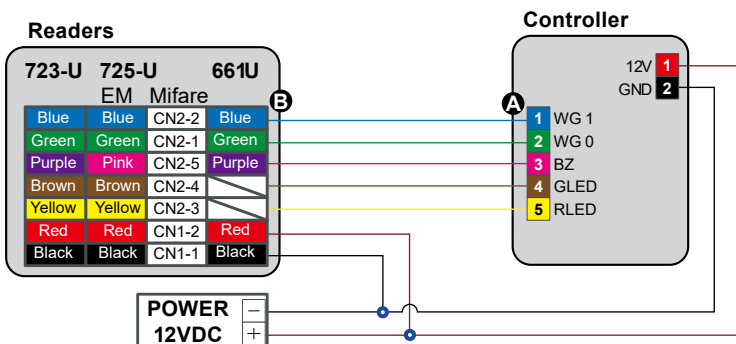 Readers
Controller
723-U 725-U 661U
EM Mifare
B
A
Blue Blue CN2-2 Blue
Green Green CN2-1 Green
Purple Pink CN2-5 Purple
Brown Brown CN2-4
Yellow Yellow CN2-3
Red Red CN1-2 Red
Black Black CN1-1 Black
12V 1
GND 2
1 WG 1
2 WG 0
3 BZ
4 GLED
5 RLED
POWER −
12VDC +